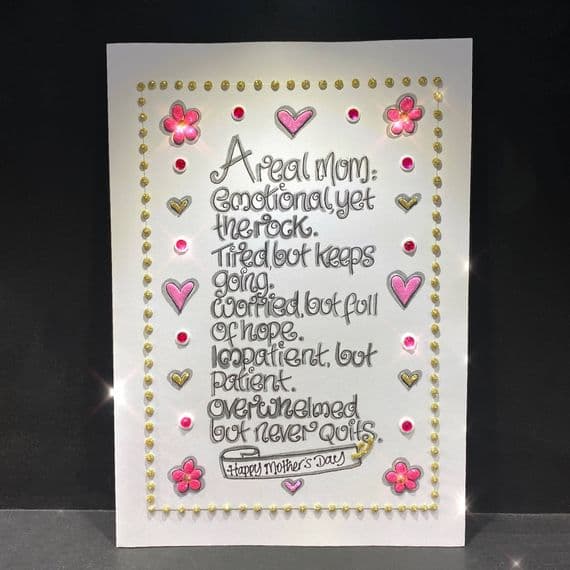 A real mom:
emotional, yet
the rock.
Tired, but keeps
going.
Worried, but full
of hope.
Impatient, but
patient.
overwhelmed
but never quits.
Happy Mother's Day